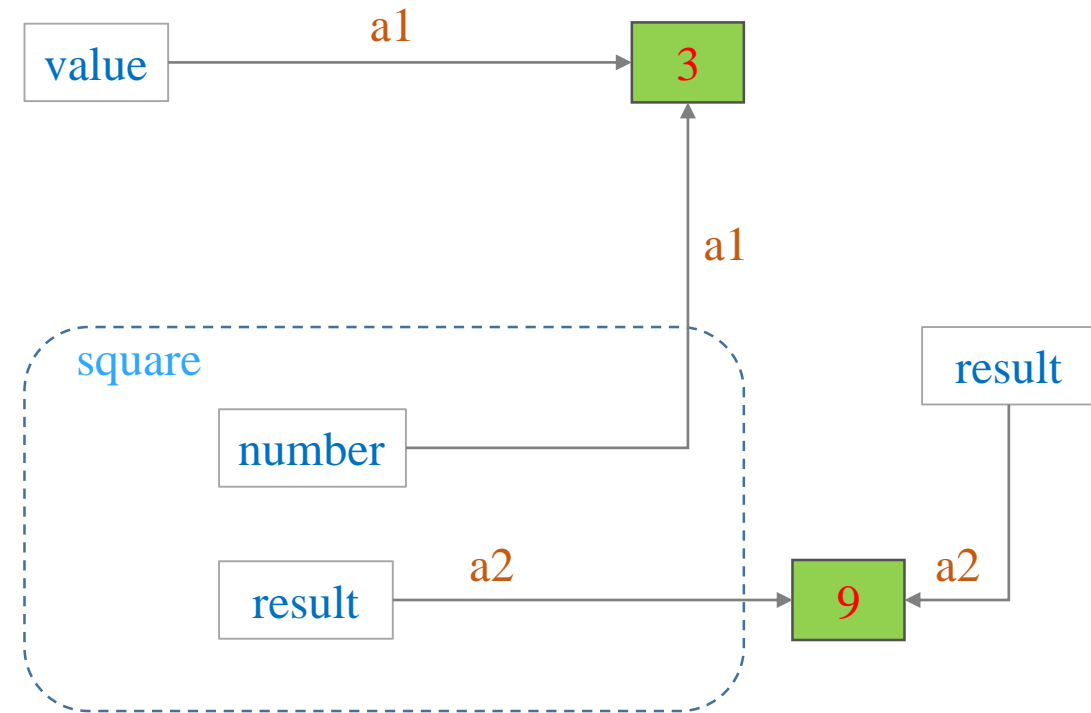 a1
value
3
a1
square
result
number
a2
a2
result
9